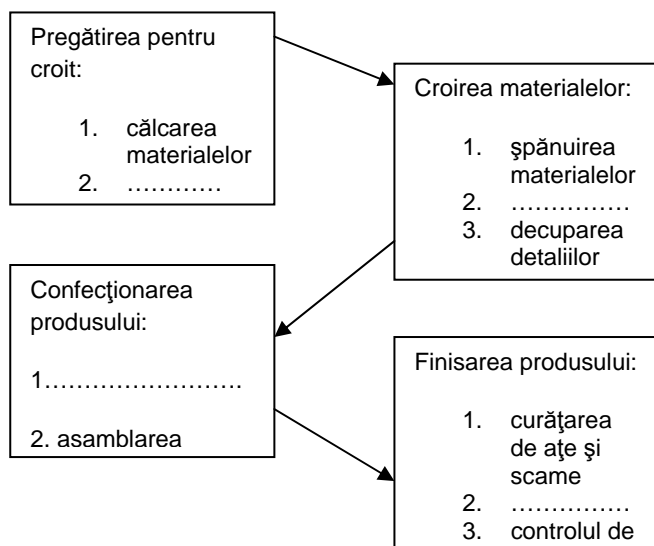 Pregătirea pentru
croit:
1. călcarea
materialelor
2. …………
Croirea materialelor:
1. şpănuirea
materialelor
2. ……………
3. decuparea
detaliilor
Confecţionarea
produsului:
1…………………….
2. asamblarea
Finisarea produsului:
1. curăţarea
de aţe şi
scame
2. ……………
3. controlul de